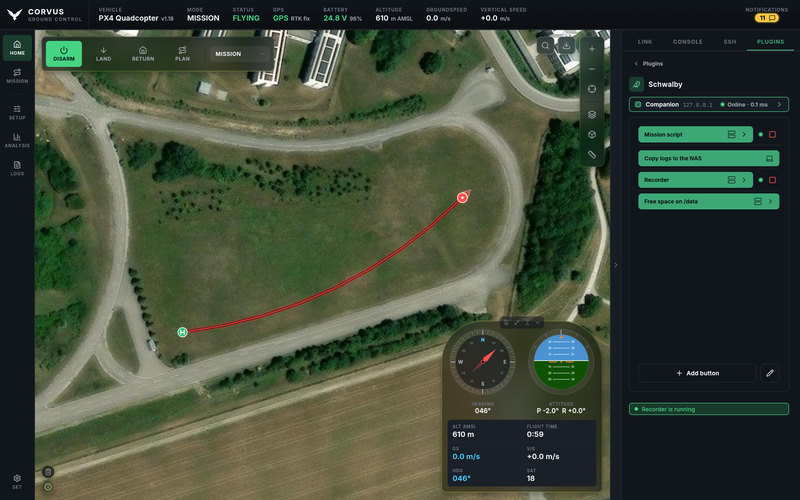 CORVUS
GROUND CONTROL
VEHICLE
PX4 Quadcopter v1.18
MODE
MISSION
STATUS
FLYING
GPS
GPS RTK fix
BATTERY
24.8 V 96%
ALTITUDE
610 m AMSL
GROUNDSPEED
0.0 m/s
VERTICAL SPEED
+0.0 m/s
NOTIFICATIONS
11
HOME
MISSION
SETUP
ANALYSIS
LOGS
SET
DISARM
LAND
RETURN
PLAN
MISSION
H
N
E
S
W
HEADING
046°
ATTITUDE
P -2.0° R +0.0°
ALT AMSL
610 m
FLIGHT TIME
0:59
GS
0.0 m/s
V/S
+0.0 m/s
HDG
046°
SAT
18
LINK
CONSOLE
SSH
PLUGINS
Plugins
Schwalby
Companion 127.0.0.1 Online · 0.1 ms
Mission script
Copy logs to the NAS
Recorder
Free space on /data
+ Add button
Recorder is running